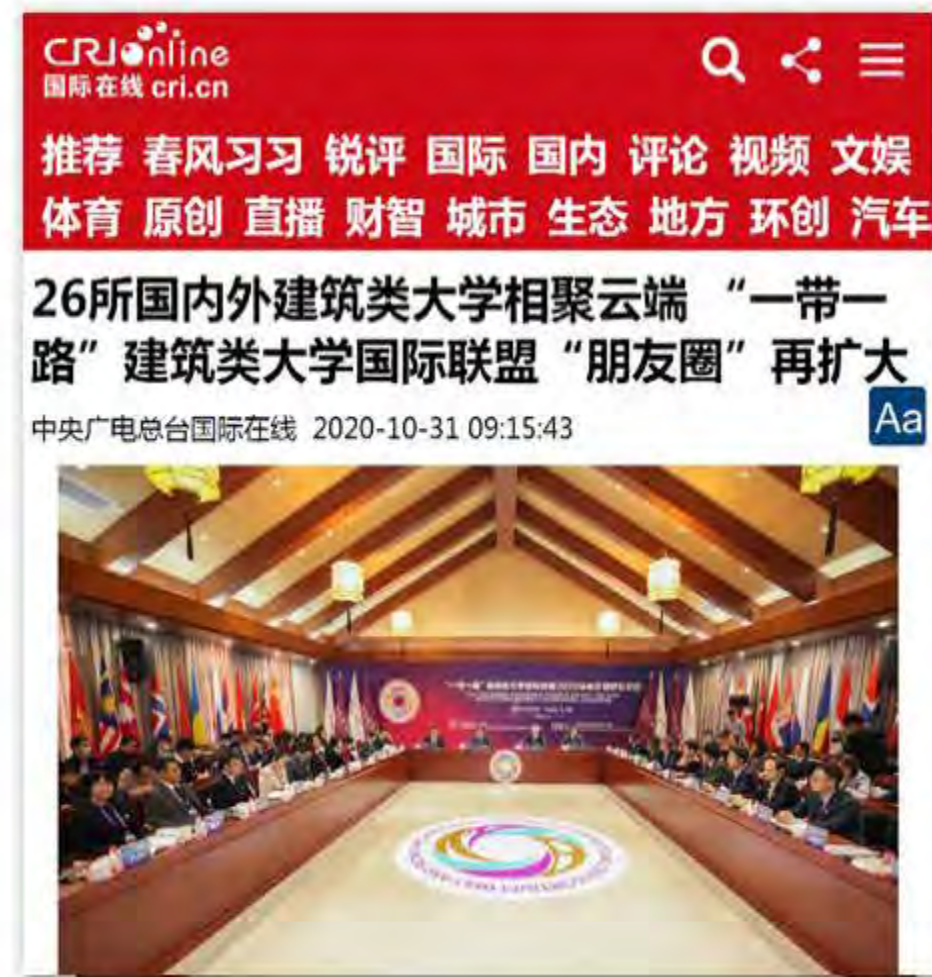 CRIonline
国际在线 cri.cn
推荐 春风习习 锐评 国际 国内 评论 视频 文娱
体育 原创 直播 财智 城市 生态 地方 环创 汽车
26所国内外建筑类大学相聚云端 “一带一
路”建筑类大学国际联盟“朋友圈”再扩大
中央广电总台国际在线 2020-10-31 09:15:43
Aa